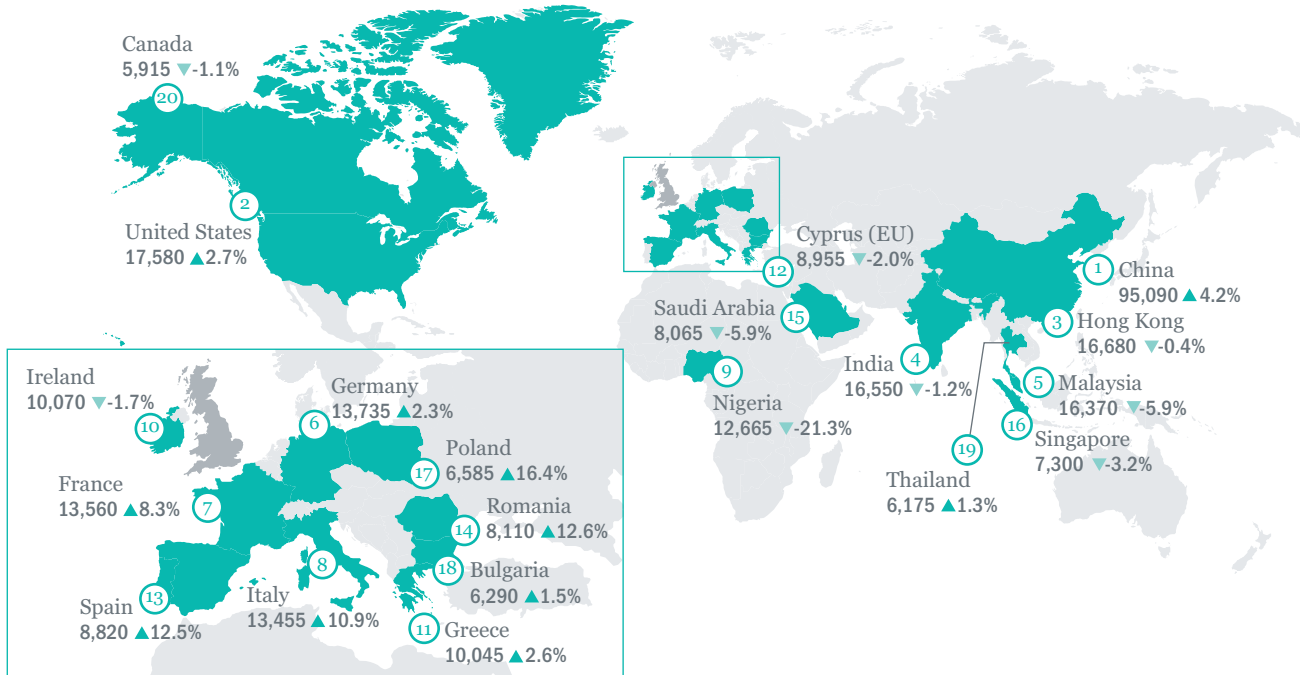 Canada
5,915 ▼-1.1%
20
2
United States
17,580 ▲2.7%
Cyprus (EU)
8,955 ▼-2.0%
12
1
China
95,090 ▲4.2%
Saudi Arabia
8,065 ▼-5.9%
15
3
Hong Kong
16,680 ▼-0.4%
India
16,550 ▼-1.2%
4
9
Nigeria
12,665 ▼-21.3%
5
Malaysia
16,370 ▼-5.9%
16
Singapore
7,300 ▼-3.2%
19
Thailand
6,175 ▲1.3%
Ireland
10,070 ▼-1.7%
10
Germany
13,735 ▲2.3%
6
Poland
6,585 ▲16.4%
17
France
13,560 ▲8.3%
7
Romania
8,110 ▲12.6%
14
8
18
Bulgaria
6,290 ▲1.5%
13
Spain
8,820 ▲12.5%
Italy
13,455 ▲10.9%
11
Greece
10,045 ▲2.6%